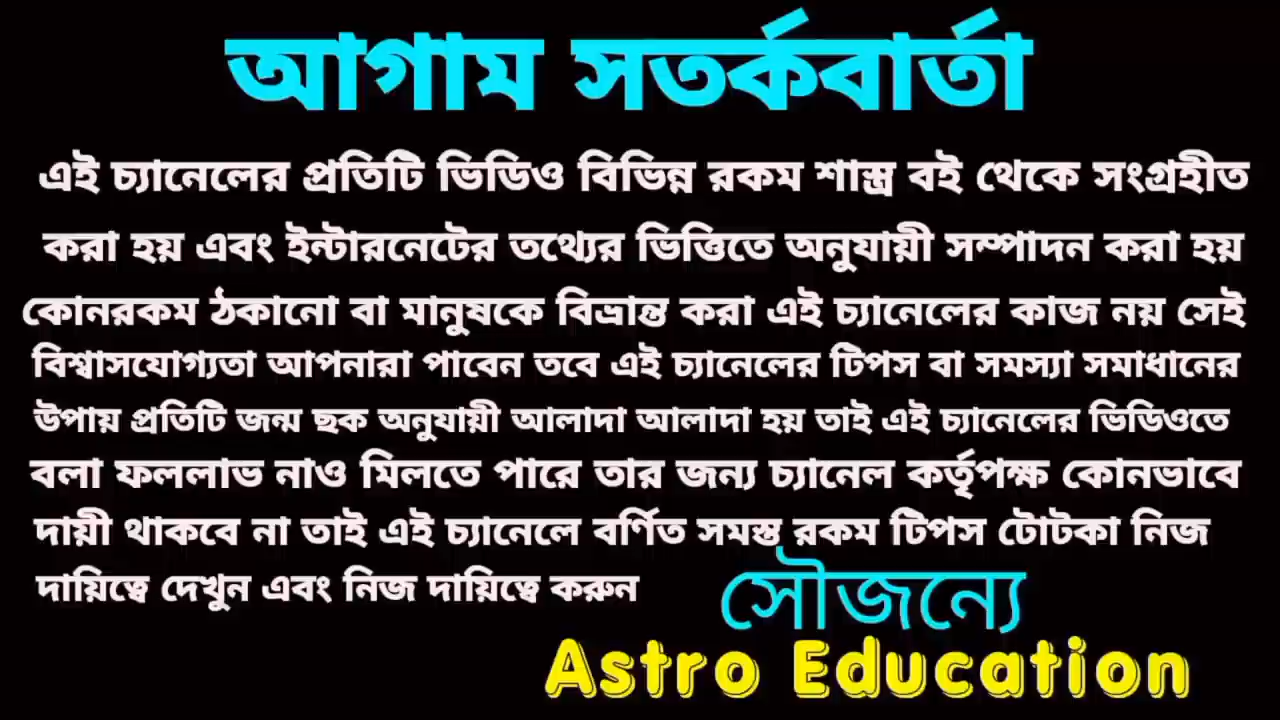 আগাম সতর্কবার্তা
এই চ্যানেলের প্রতিটি ভিডিও বিভিন্ন রকম শাস্ত্র বই থেকে সংগ্রহীত
করা হয় এবং ইন্টারনেটের তথ্যের ভিত্তিতে অনুযায়ী সম্পাদন করা হয়
কোনরকম ঠকানো বা মানুষকে বিভ্রান্ত করা এই চ্যানেলের কাজ নয় সেই
বিশ্বাসযোগ্যতা আপনারা পাবেন তবে এই চ্যানেলের টিপস বা সমস্যা সমাধানের
উপায় প্রতিটি জন্ম ছক অনুযায়ী আলাদা আলাদা হয় তাই এই চ্যানেলের ভিডিওতে
বলা ফললাভ নাও মিলতে পারে তার জন্য চ্যানেল কর্তৃপক্ষ কোনভাবে
দায়ী থাকবে না তাই এই চ্যানেলে বর্ণিত সমস্ত রকম টিপস টোটকা নিজ
দায়িত্বে দেখুন এবং নিজ দায়িত্বে করুন
সৌজন্যে
Astro Education